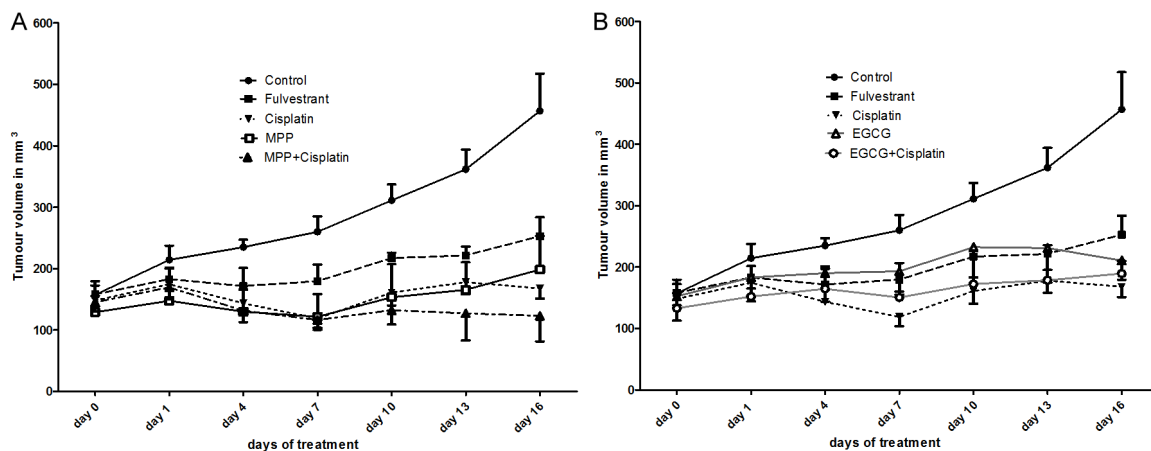 A
Tumour volume in mm³
600
500
400
300
200
100
0
Control
Fulvestrant
Cisplatin
MPP
MPP+Cisplatin
day 0
day 1
day 4
day 7
day 10
day 13
day 16
days of treatment
B
Tumour volume in mm³
600
500
400
300
200
100
0
Control
Fulvestrant
Cisplatin
EGCG
EGCG+Cisplatin
day 0
day 1
day 4
day 7
day 10
day 13
day 16
days of treatment